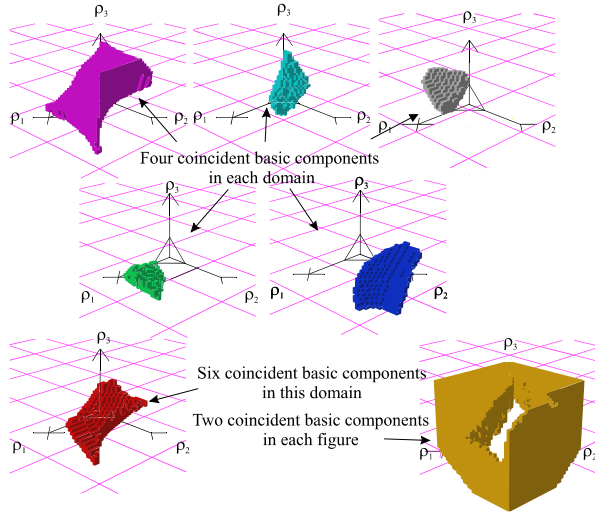 ρ3
ρ3
ρ3
ρ1
ρ2
ρ1
ρ2
ρ1
ρ2
Four coincident basic components
in each domain
ρ3
ρ3
ρ1
ρ2
ρ1
ρ2
ρ3
ρ3
Six coincident basic components
in this domain
Two coincident basic components
in each figure
ρ1
ρ2
ρ1
ρ2